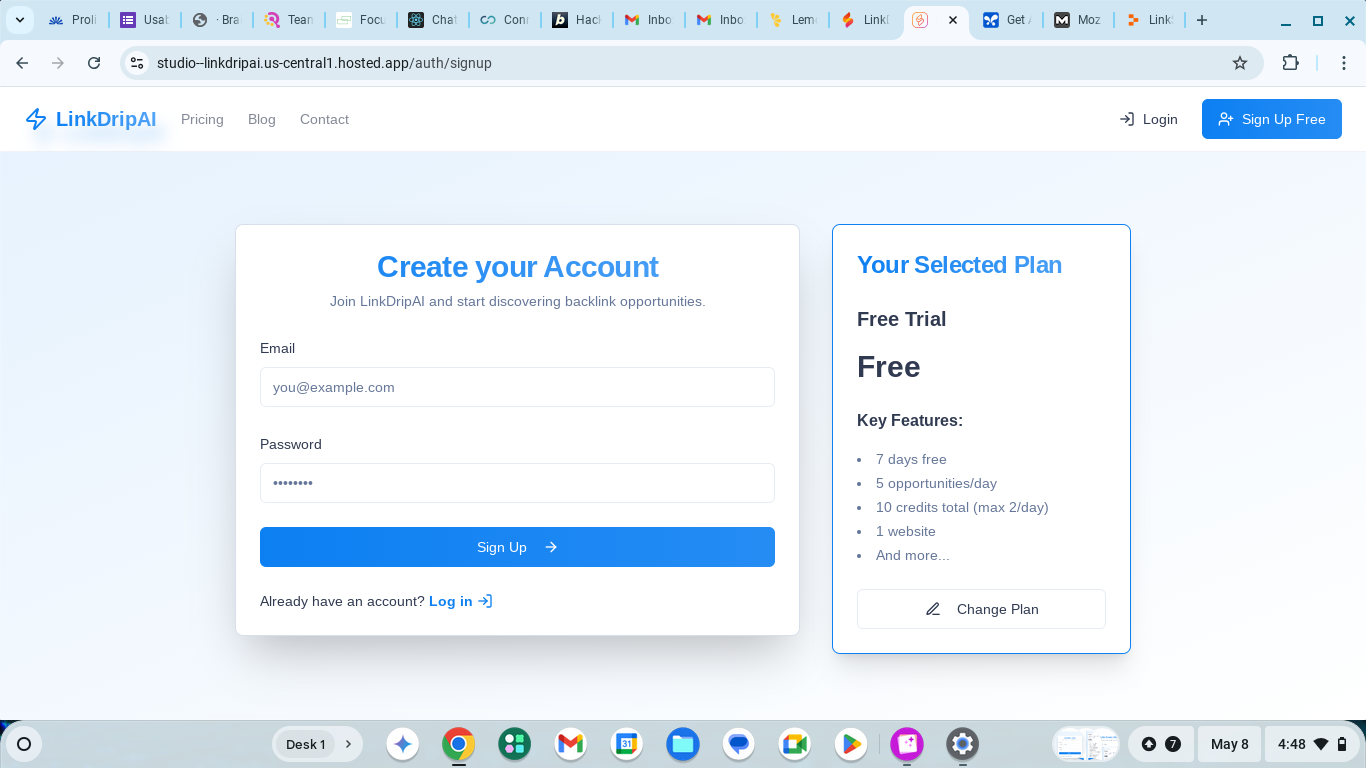 Proli
Usab
· Bra
Team
Focu
Chat
Conn
Hack
Inbo
Inbo
Lem
LinkD
Get A
Moz
Link
studio--linkdripai.us-central1.hosted.app/auth/signup
LinkDripAI
Pricing
Blog
Contact
Login
Sign Up Free
Create your Account
Join LinkDripAI and start discovering backlink opportunities.
Email
you@example.com
Password
••••••••
Sign Up
Already have an account? Log in
Your Selected Plan
Free Trial
Free
Key Features:
• 7 days free
• 5 opportunities/day
• 10 credits total (max 2/day)
• 1 website
• And more...
Change Plan
Desk 1
31
7
May 8
4:48